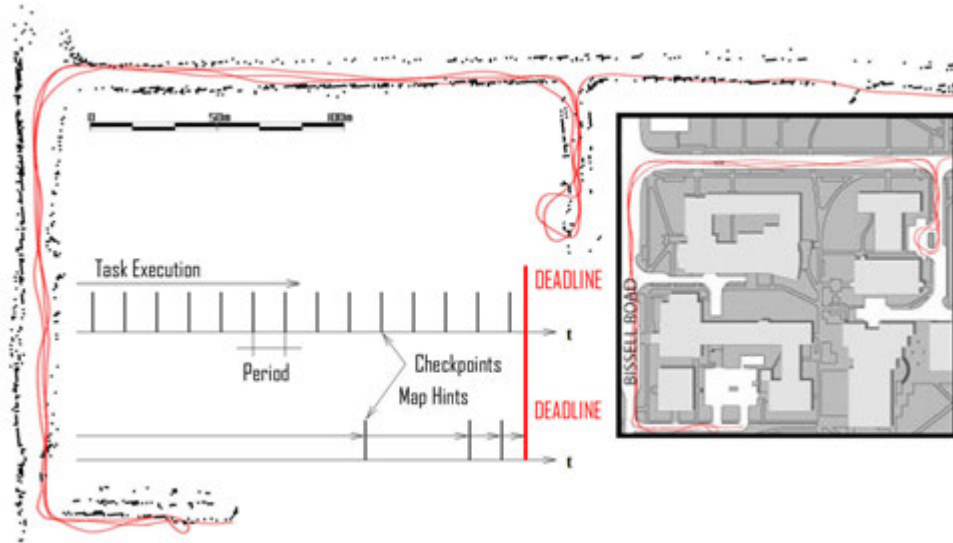 0 50m 100m
Task Execution
DEADLINE
t
Period
Checkpoints
Map Hints
DEADLINE
t
BISSELL ROAD